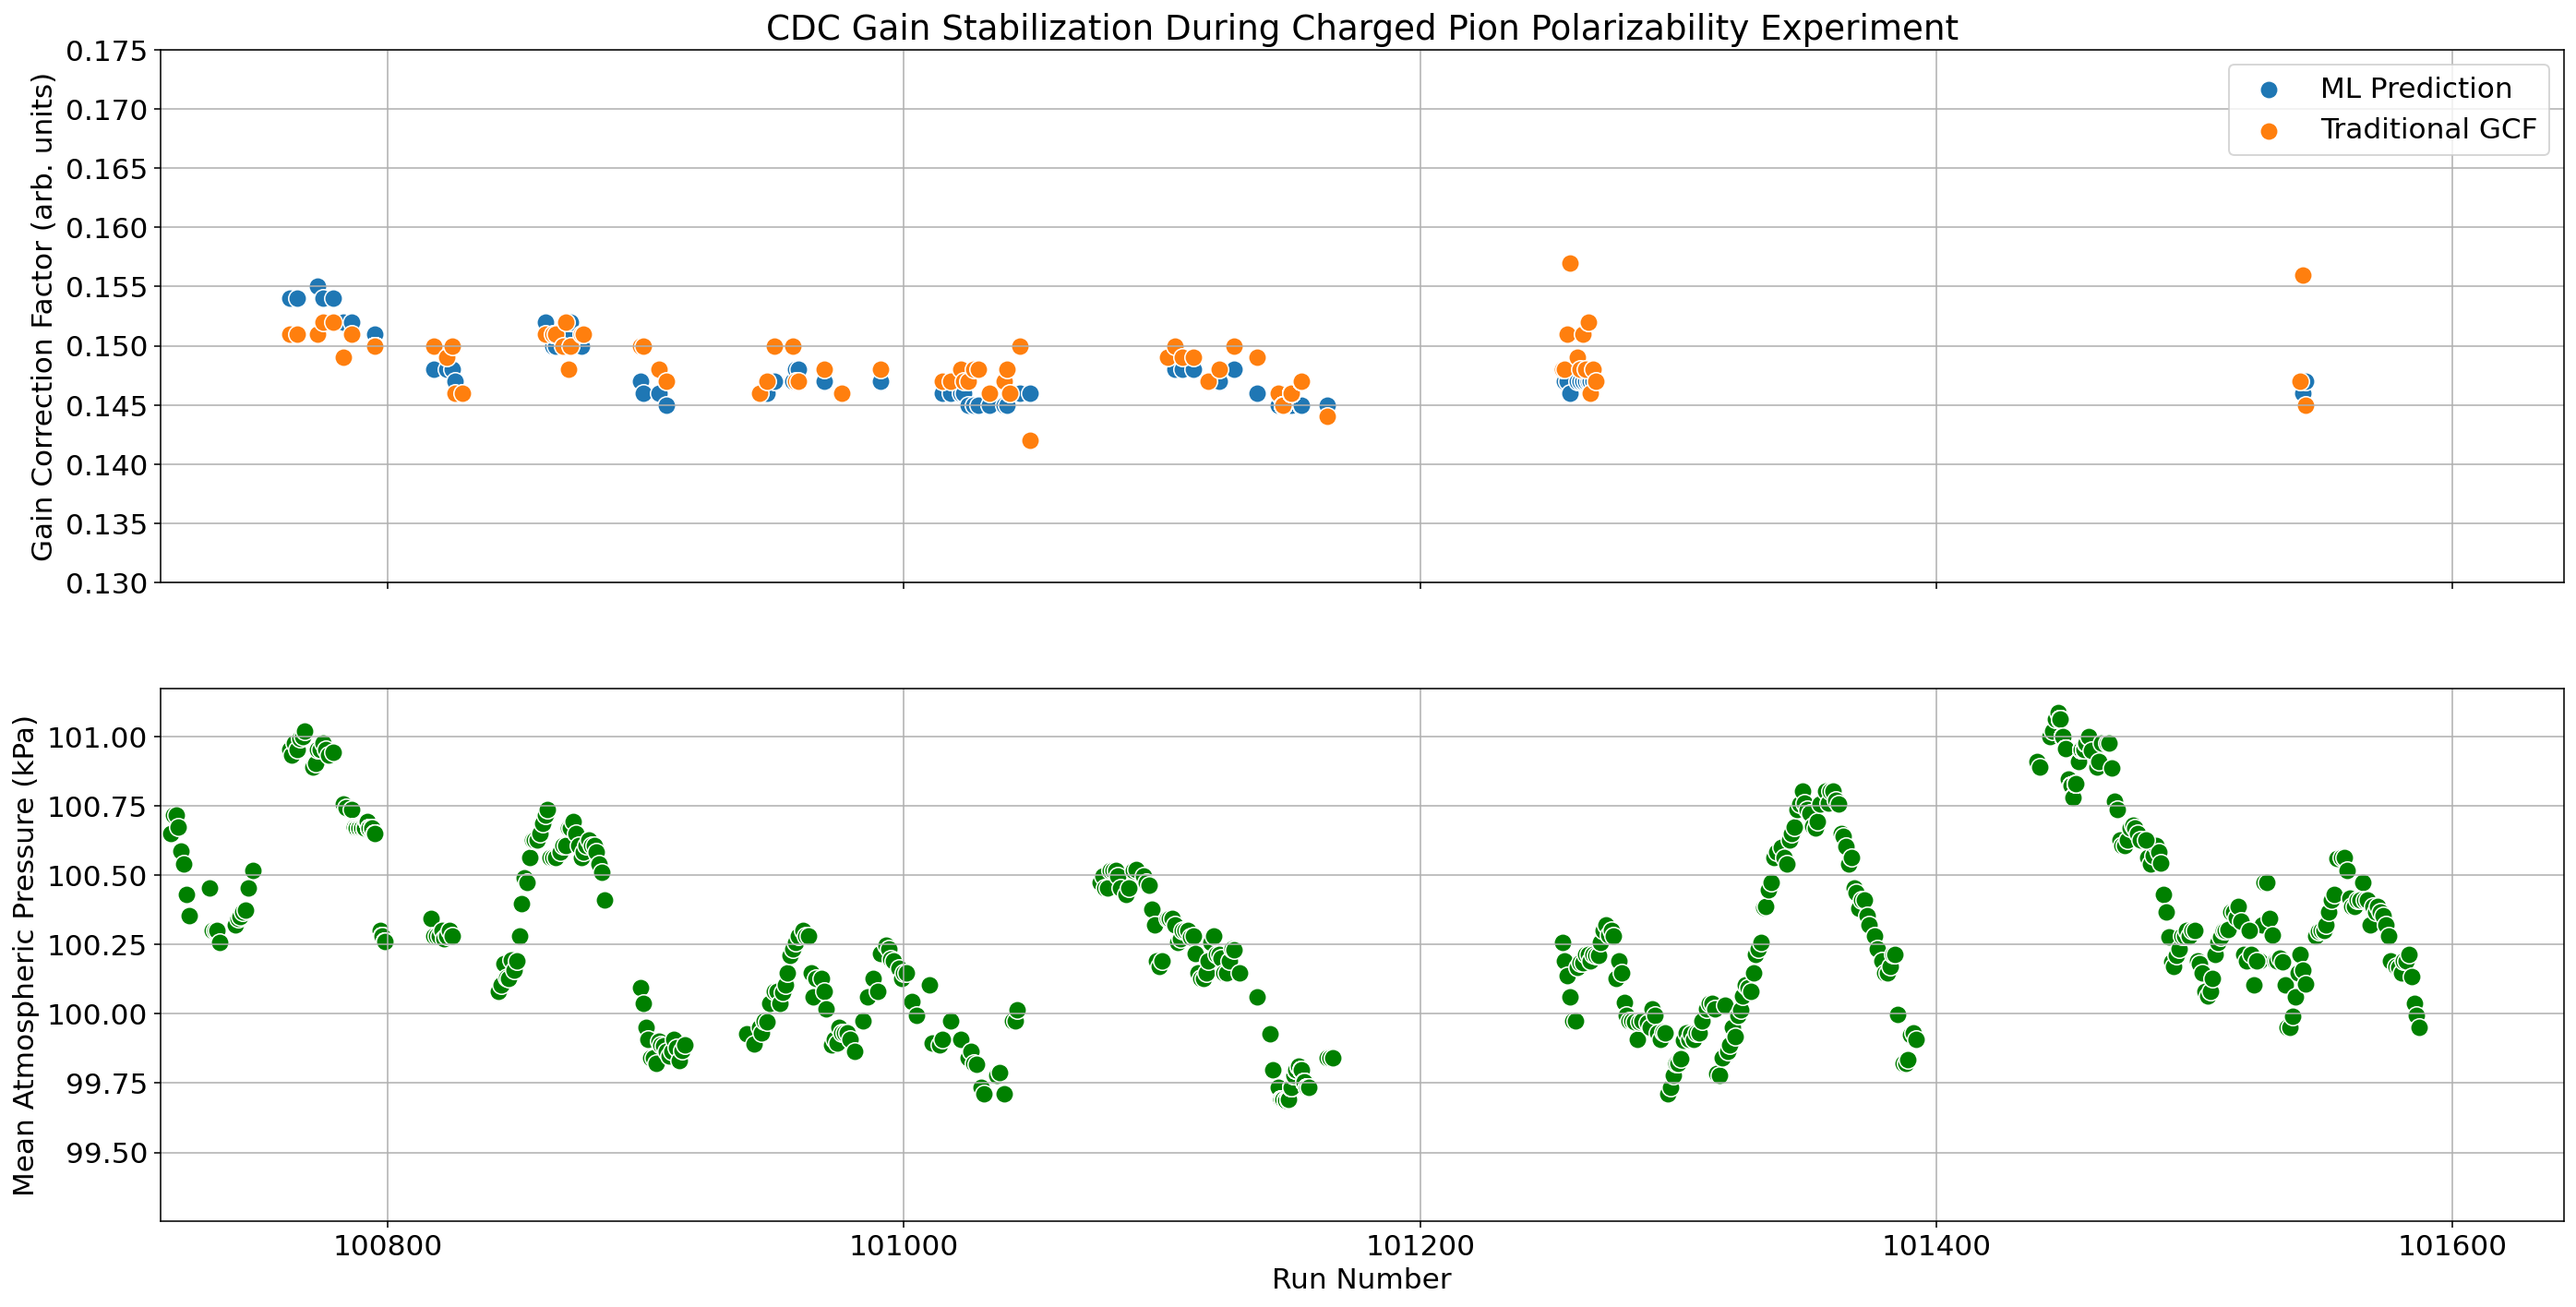 CDC Gain Stabilization During Charged Pion Polarizability Experiment
0.175
0.170
0.165
0.160
0.155
0.150
0.145
0.140
0.135
0.130
Gain Correction Factor (arb. units)
ML Prediction
Traditional GCF
101.00
100.75
100.50
100.25
100.00
99.75
99.50
Mean Atmospheric Pressure (kPa)
100800 101000 101200 101400 101600
Run Number